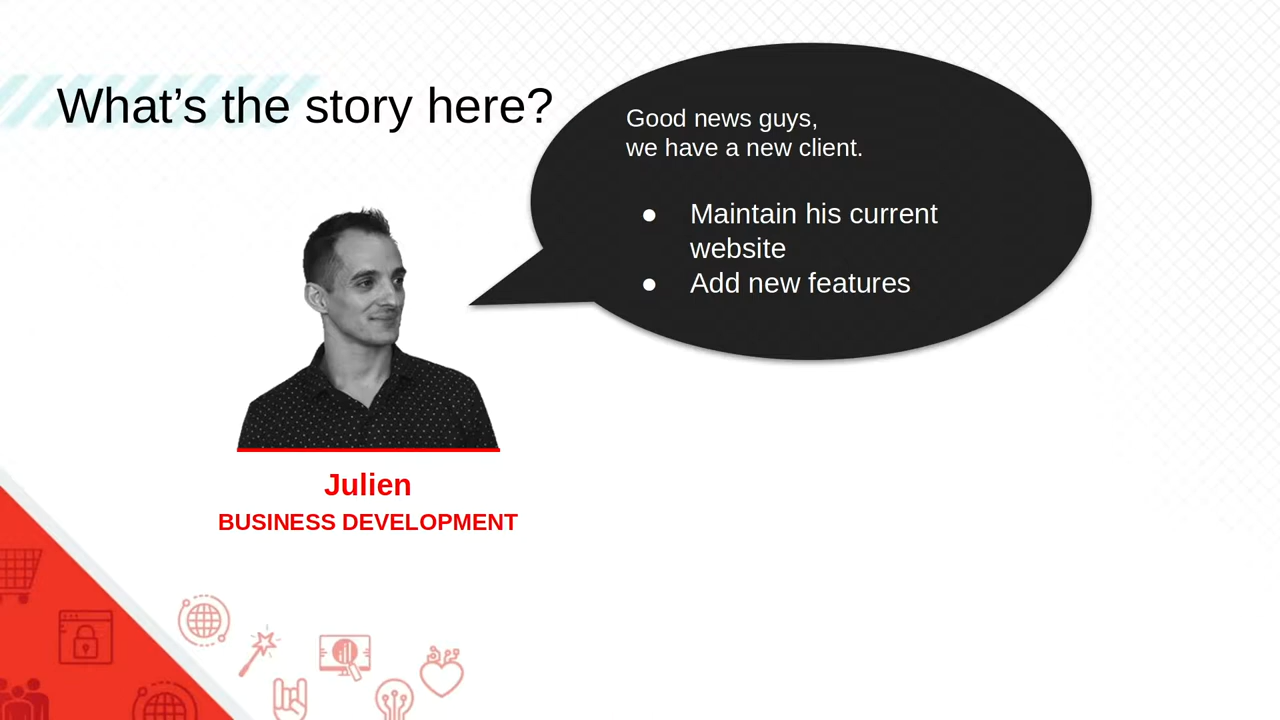 What’s the story here?
Good news guys,
we have a new client.
● Maintain his current
website
● Add new features
Julien
BUSINESS DEVELOPMENT